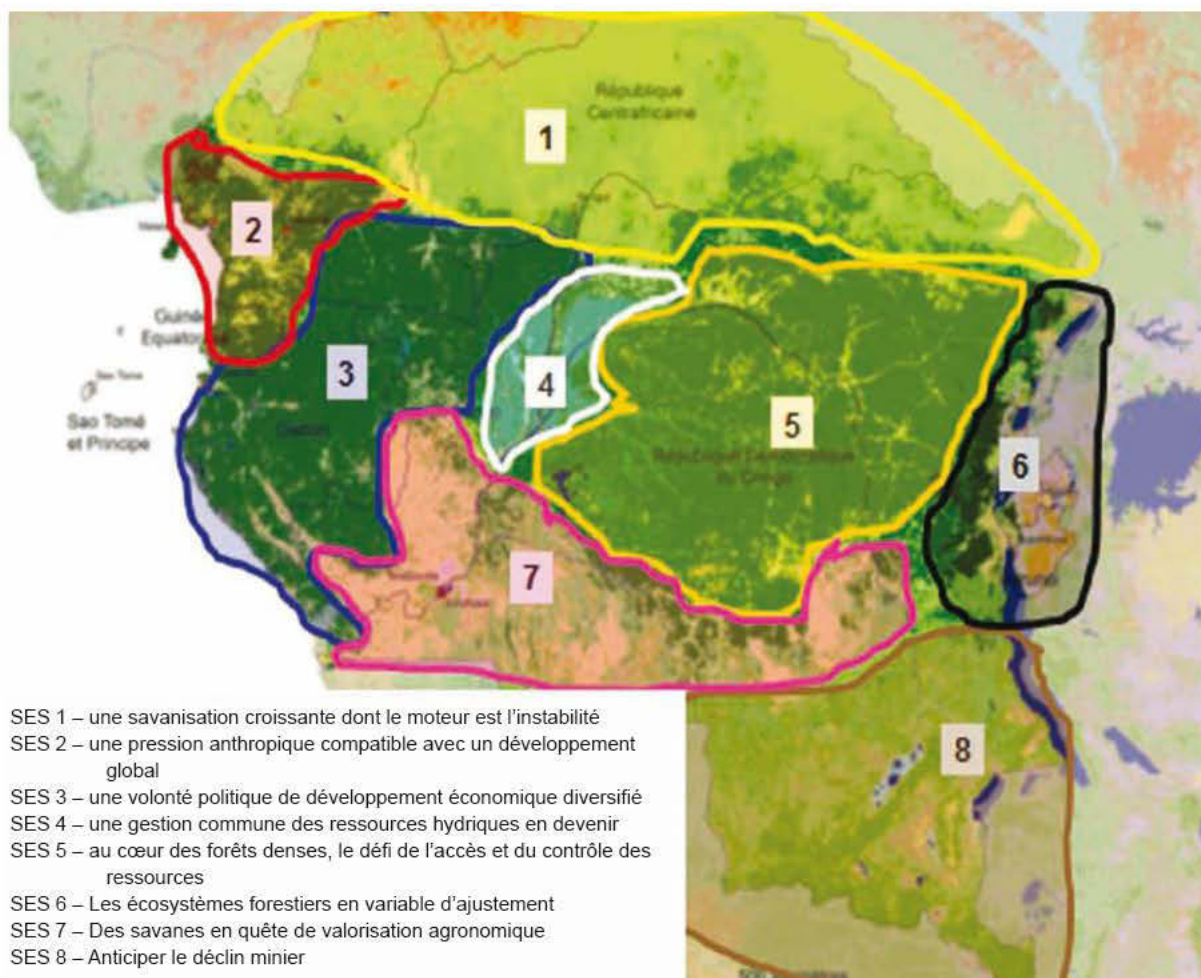 République
Centrafricaine
1
2
Guinée
Equatoriale
3
4
5
Sao Tomé
et Principe
Gabon
République Démocratique
du Congo
6
7
8
SES 1 – une savanisation croissante dont le moteur est l'instabilité
SES 2 – une pression anthropique compatible avec un développement
global
SES 3 – une volonté politique de développement économique diversifié
SES 4 – une gestion commune des ressources hydriques en devenir
SES 5 – au cœur des forêts denses, le défi de l'accès et du contrôle des
ressources
SES 6 – Les écosystèmes forestiers en variable d'ajustement
SES 7 – Des savanes en quête de valorisation agronomique
SES 8 – Anticiper le déclin minier